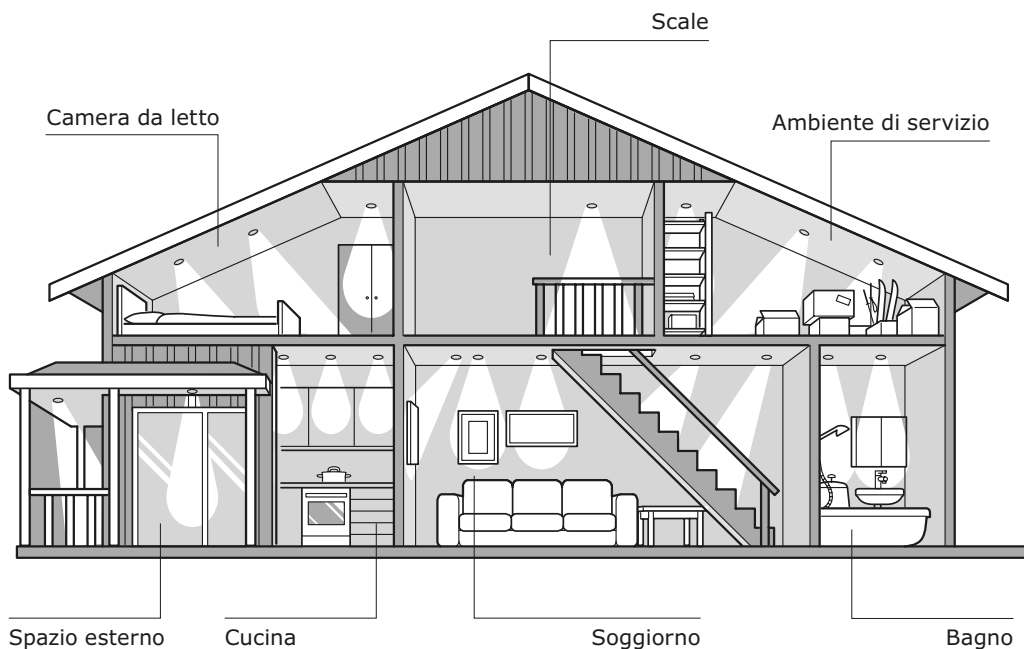 Scale
Camera da letto
Ambiente di servizio
Spazio esterno
Cucina
Soggiorno
Bagno